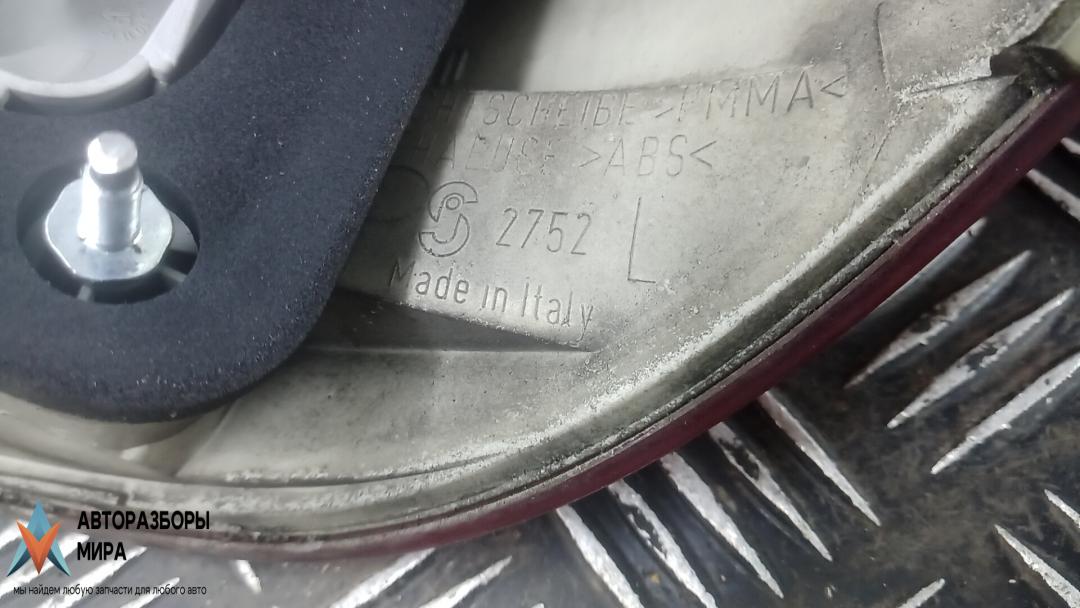 SCHEIBE >PMMA<
>ABS<
2752 L
Made in Italy
АВТОРАЗБОРЫ
МИРА
мы найдем любую запчасти для любого авто